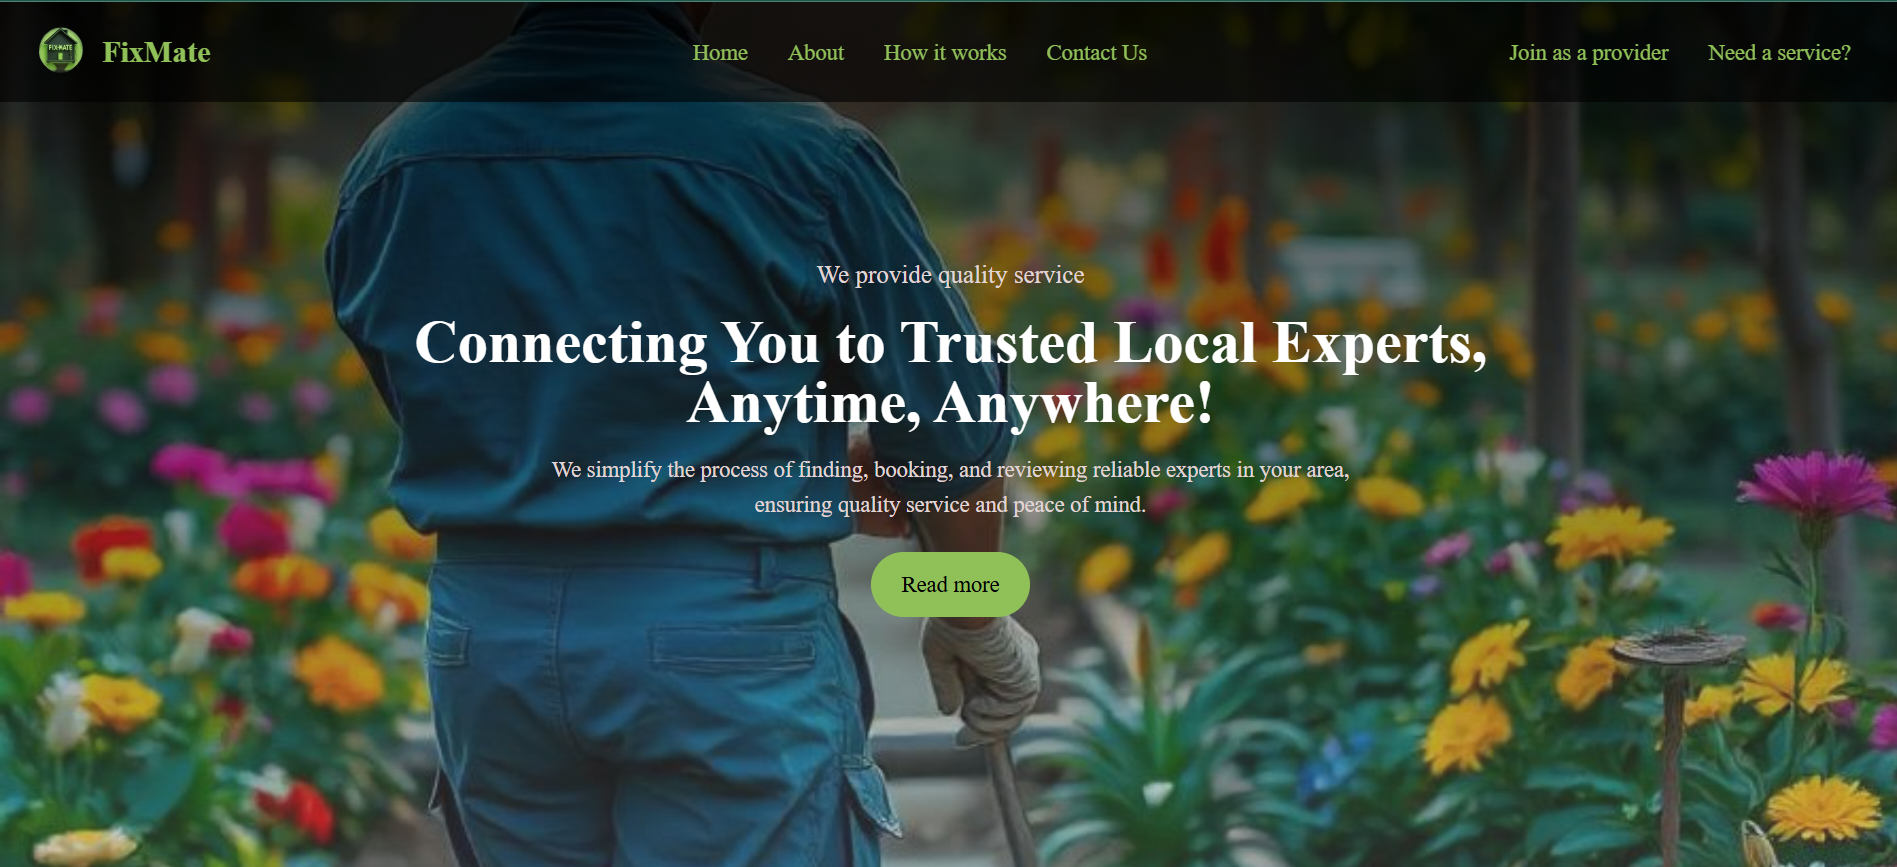 FIX-MATE
FixMate
Home
About
How it works
Contact Us
Join as a provider
Need a service?
We provide quality service
Connecting You to Trusted Local Experts,
Anytime, Anywhere!
We simplify the process of finding, booking, and reviewing reliable experts in your area,
ensuring quality service and peace of mind.
Read more